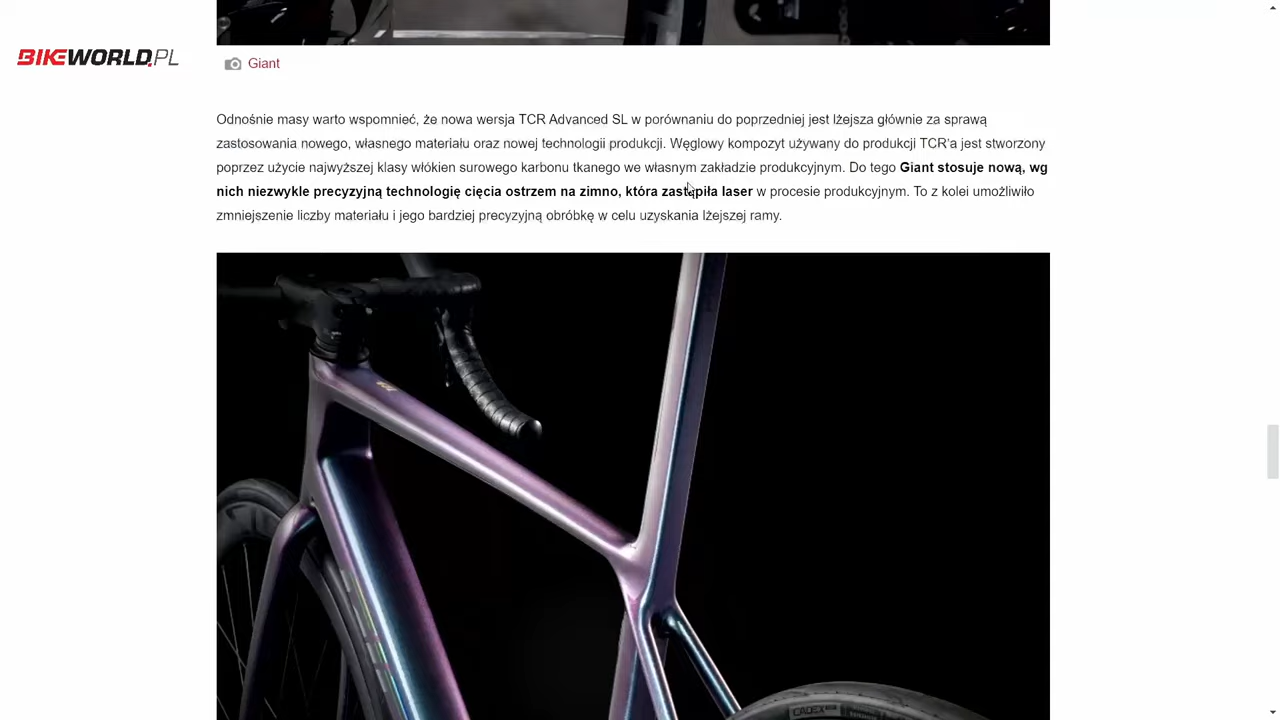 BIKEWORLD.PL
Giant
Odnośnie masy warto wspomnieć, że nowa wersja TCR Advanced SL w porównaniu do poprzedniej jest lżejsza głównie za sprawą
zastosowania nowego, własnego materiału oraz nowej technologii produkcji. Węglowy kompozyt używany do produkcji TCR'a jest stworzony
poprzez użycie najwyższej klasy włókien surowego karbonu tkanego we własnym zakładzie produkcyjnym. Do tego Giant stosuje nową, wg
nich niezwykle precyzyjną technologię cięcia ostrzem na zimno, która zastąpiła laser w procesie produkcyjnym. To z kolei umożliwiło
zmniejszenie liczby materiału i jego bardziej precyzyjną obróbkę w celu uzyskania lżejszej ramy.
CADEX